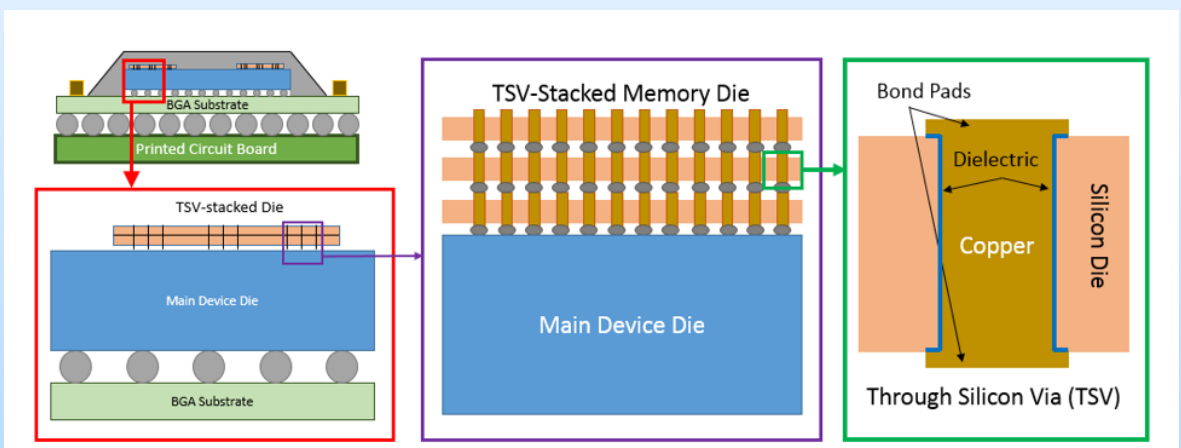 BGA Substrate
Printed Circuit Board
TSV-stacked Die
Main Device Die
BGA Substrate
TSV-Stacked Memory Die
Main Device Die
Bond Pads
Dielectric
Copper
Silicon Die
Through Silicon Via (TSV)